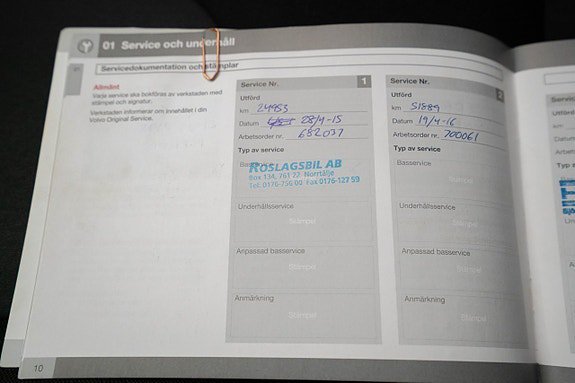 01 Service och underhåll
Servicedokumentation och stämplar
Allmänt
Varje service ska bokföras av verkstaden med
stämpel och signatur.
Verkstaden informerar om innehållet i din
Volvo Original Service.
Service Nr. 1
Utförd
km 24953
Datum 28/4-15
Arbetsorder nr. 682037
Typ av service
Basservice
ROSLAGSBIL AB
Box 134, 761 22 Norrtälje
Tel. 0176-750 00 Fax 0176-127 59
Underhållsservice
Stämpel
Anpassad basservice
Stämpel
Anmärkning
Stämpel
Service Nr. 2
Utförd
km 51889
Datum 19/4-16
Arbetsorder nr. 700061
Typ av service
Basservice
Stämpel
Underhållsservice
Stämpel
Anpassad basservice
Stämpel
Anmärkning
Stämpel
10